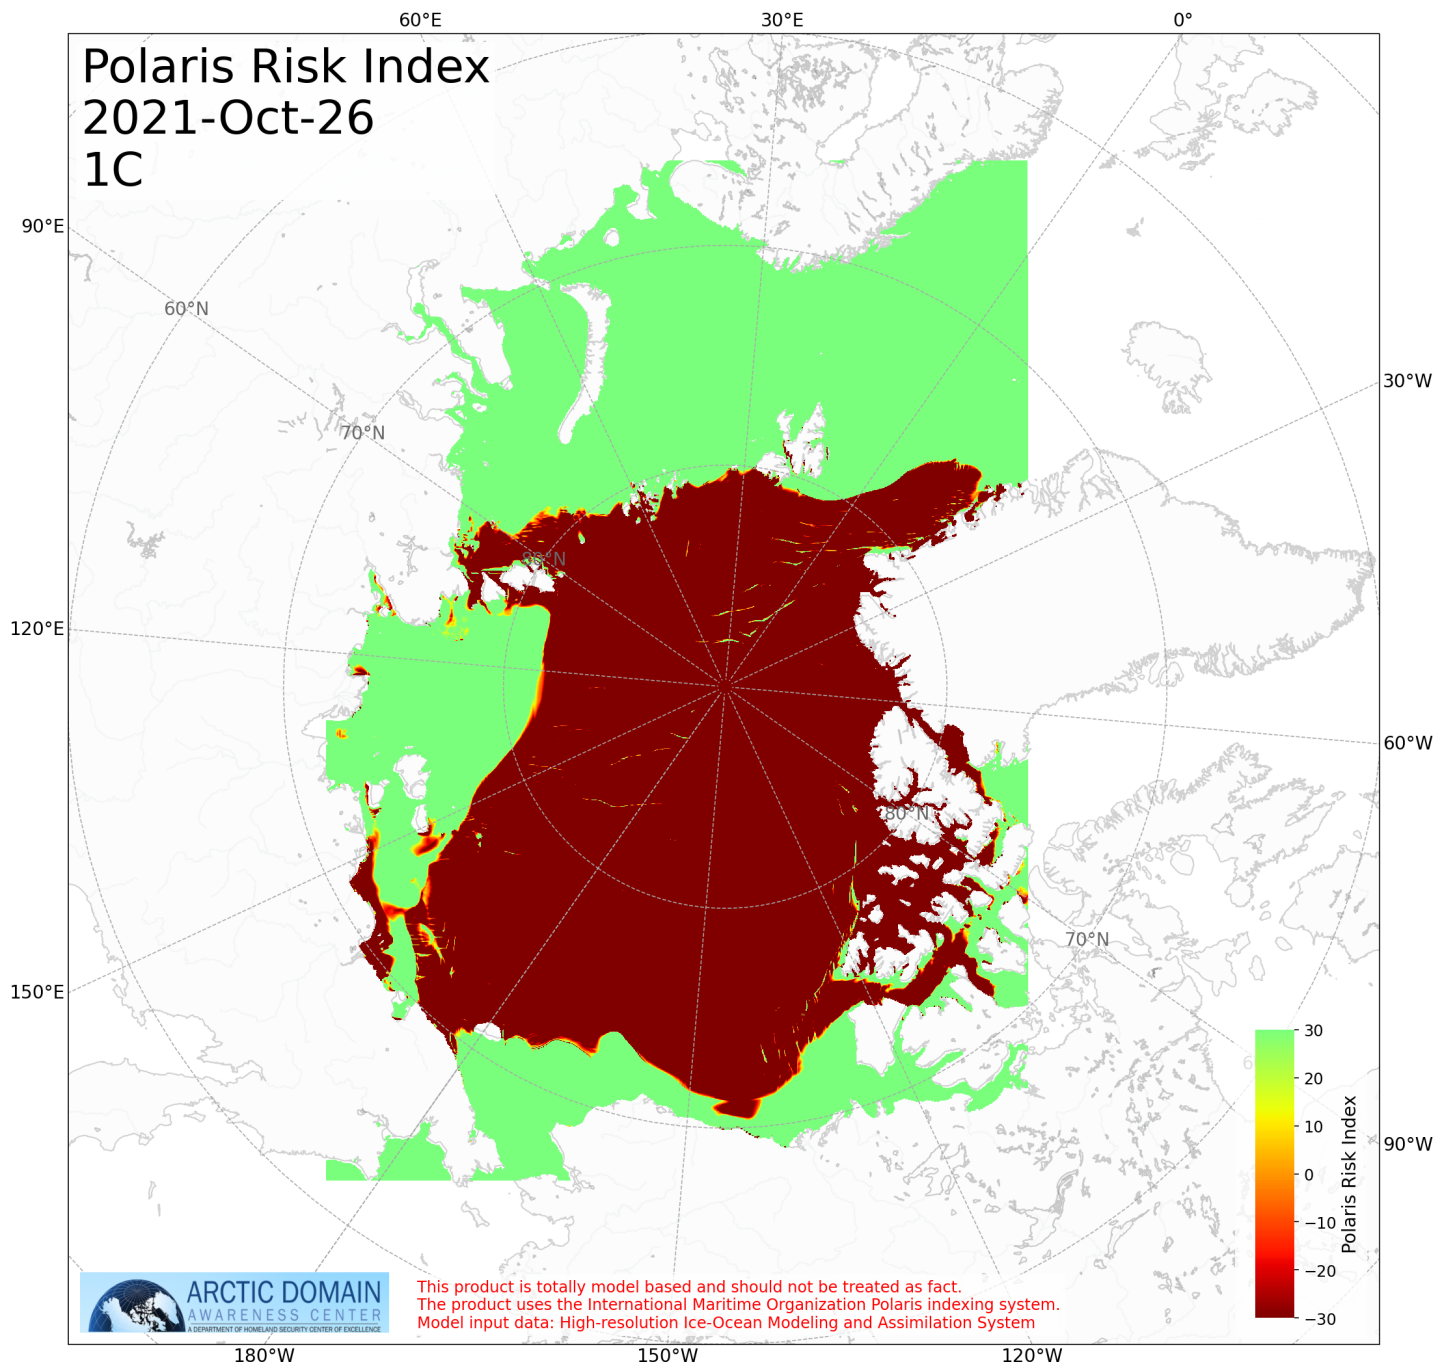 60°E 30°E 0°
Polaris Risk Index
2021-Oct-26
1C
90°E
60°N
30°W
70°N
80°N
120°E
60°W
80°N
70°N
150°E
30
20
10
0
−10
−20
−30
Polaris Risk Index
90°W
ARCTIC DOMAIN
AWARENESS CENTER
A DEPARTMENT OF HOMELAND SECURITY CENTER OF EXCELLENCE
This product is totally model based and should not be treated as fact.
The product uses the International Maritime Organization Polaris indexing system.
Model input data: High-resolution Ice-Ocean Modeling and Assimilation System
180°W 150°W 120°W